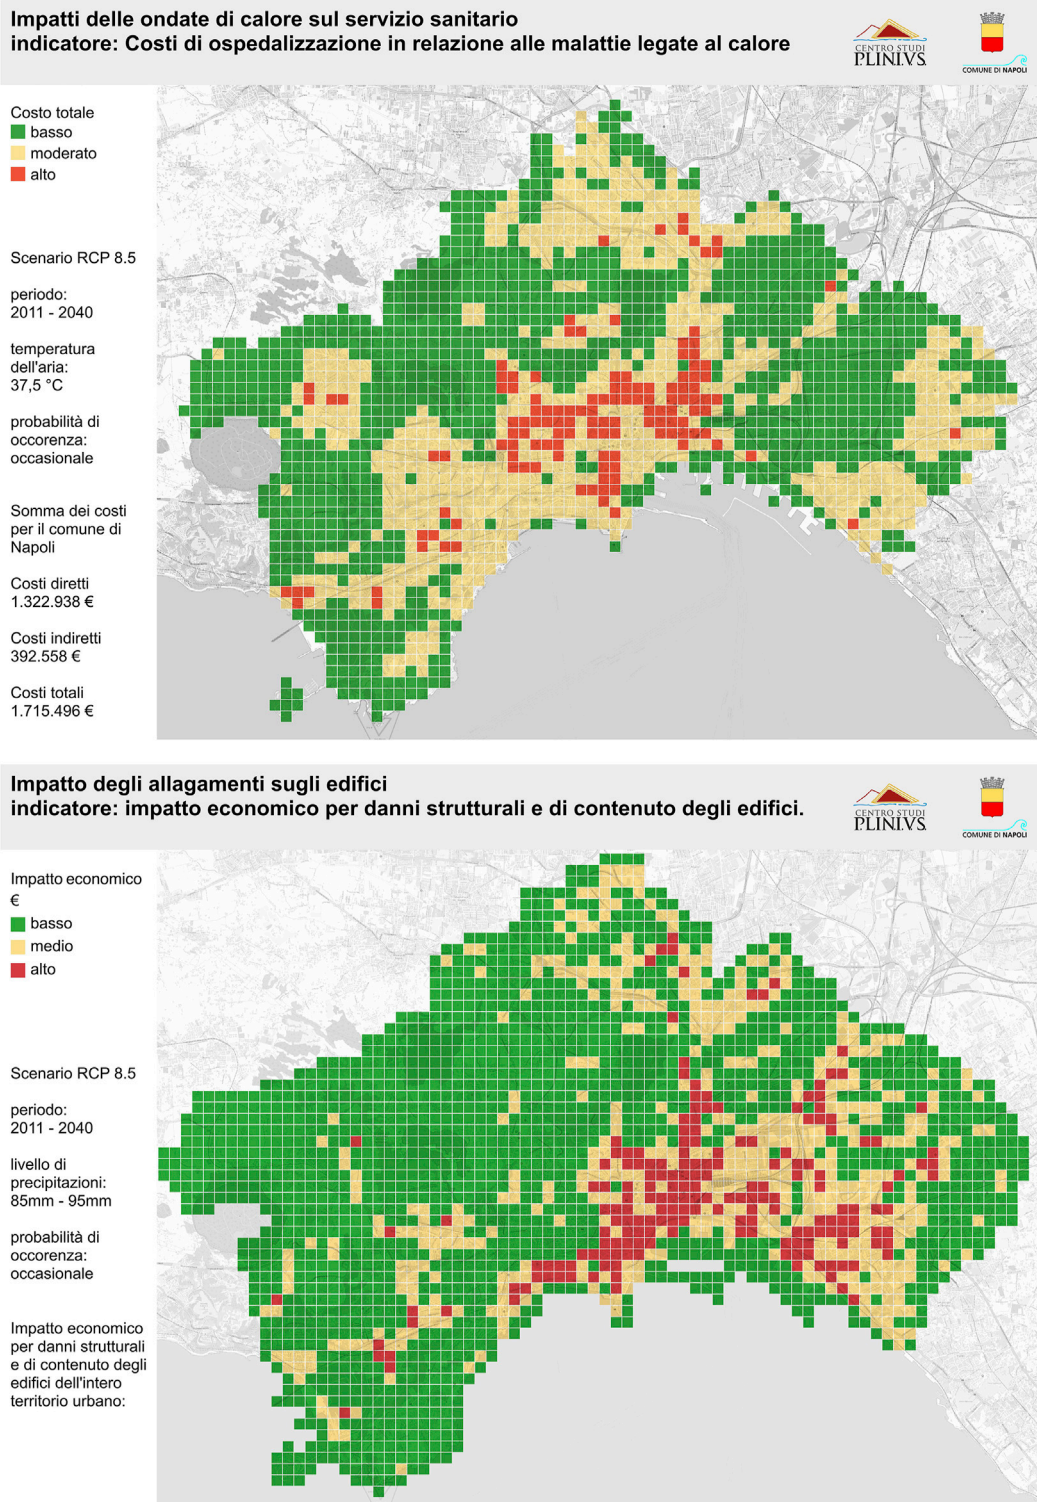 Impatti delle ondate di calore sul servizio sanitario
indicatore: Costi di ospedalizzazione in relazione alle malattie legate al calore
CENTRO STUDI
PLINIVS
COMUNE DI NAPOLI
Costo totale
basso
moderato
alto
Scenario RCP 8.5
periodo:
2011 - 2040
temperatura
dell'aria:
37,5 °C
probabilità di
occorenza:
occasionale
Somma dei costi
per il comune di
Napoli
Costi diretti
1.322.938 €
Costi indiretti
392.558 €
Costi totali
1.715.496 €
Impatto degli allagamenti sugli edifici
indicatore: impatto economico per danni strutturali e di contenuto degli edifici.
CENTRO STUDI
PLINIVS
COMUNE DI NAPOLI
Impatto economico
€
basso
medio
alto
Scenario RCP 8.5
periodo:
2011 - 2040
livello di
precipitazioni:
85mm - 95mm
probabilità di
occorenza:
occasionale
Impatto economico
per danni strutturali
e di contenuto degli
edifici dell'intero
territorio urbano: